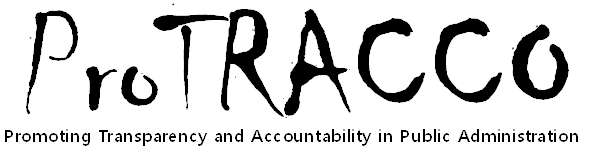 ProTRACCO
Promoting Transparency and Accountability in Public Administration